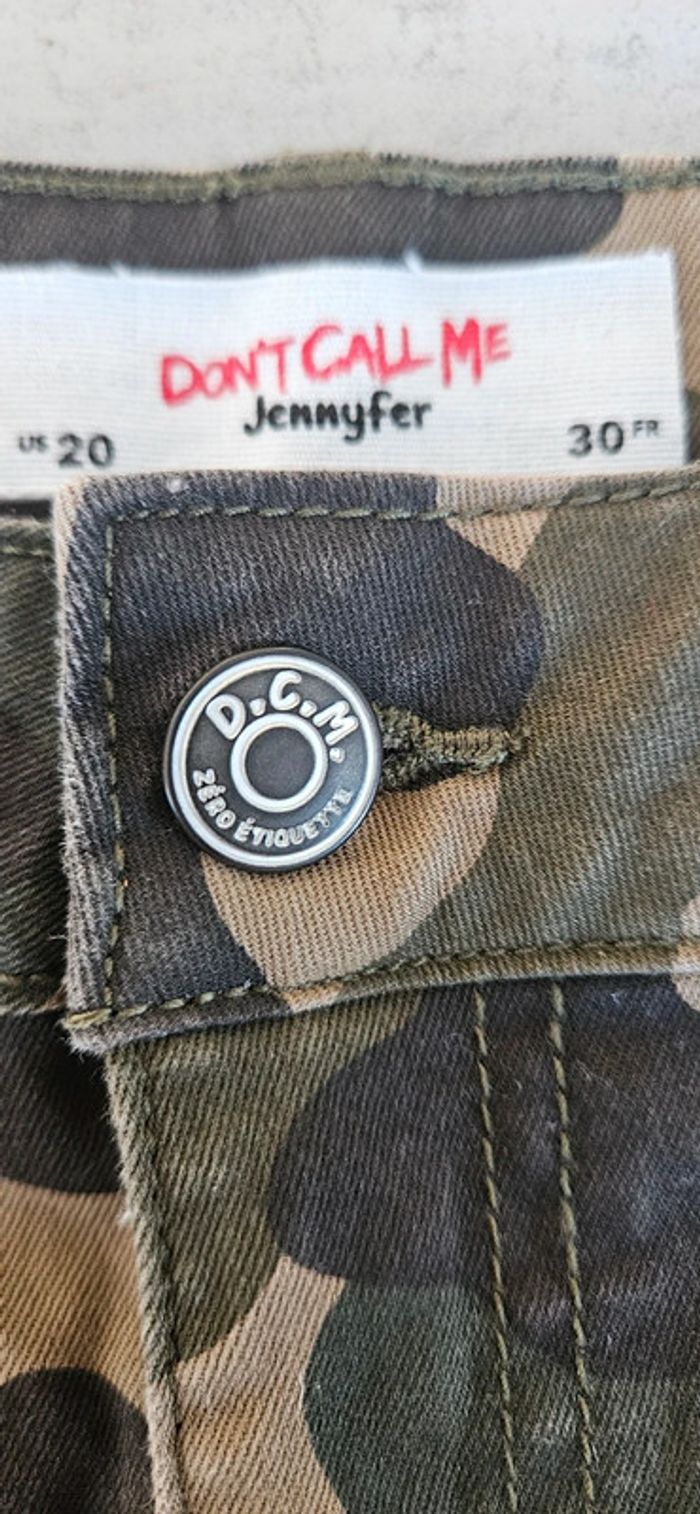 DON'T CALL ME
Jennyfer
US 20
30 FR
D.C.M.
ZÉRO ÉTIQUETTE